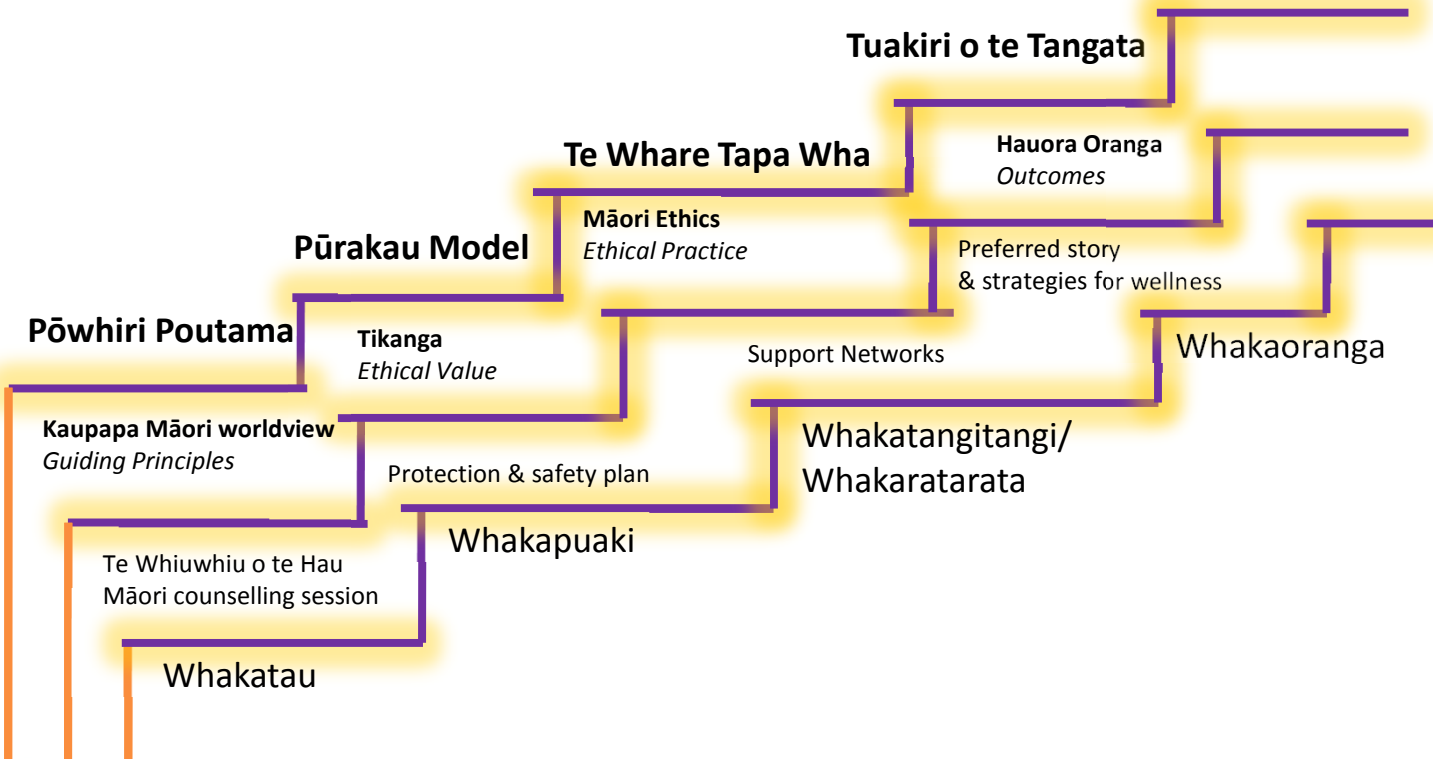 Tuakiri o te Tangata
Te Whare Tapa Wha
Hauora Oranga
Outcomes
Pūrakau Model
Māori Ethics
Ethical Practice
Preferred story
& strategies for wellness
Pōwhiri Poutama
Tikanga
Ethical Value
Support Networks
Whakaoranga
Kaupapa Māori worldview
Guiding Principles
Protection & safety plan
Whakatangitangi/
Whakaratarata
Te Whiuwhiu o te Hau
Māori counselling session
Whakapuaki
Whakatau